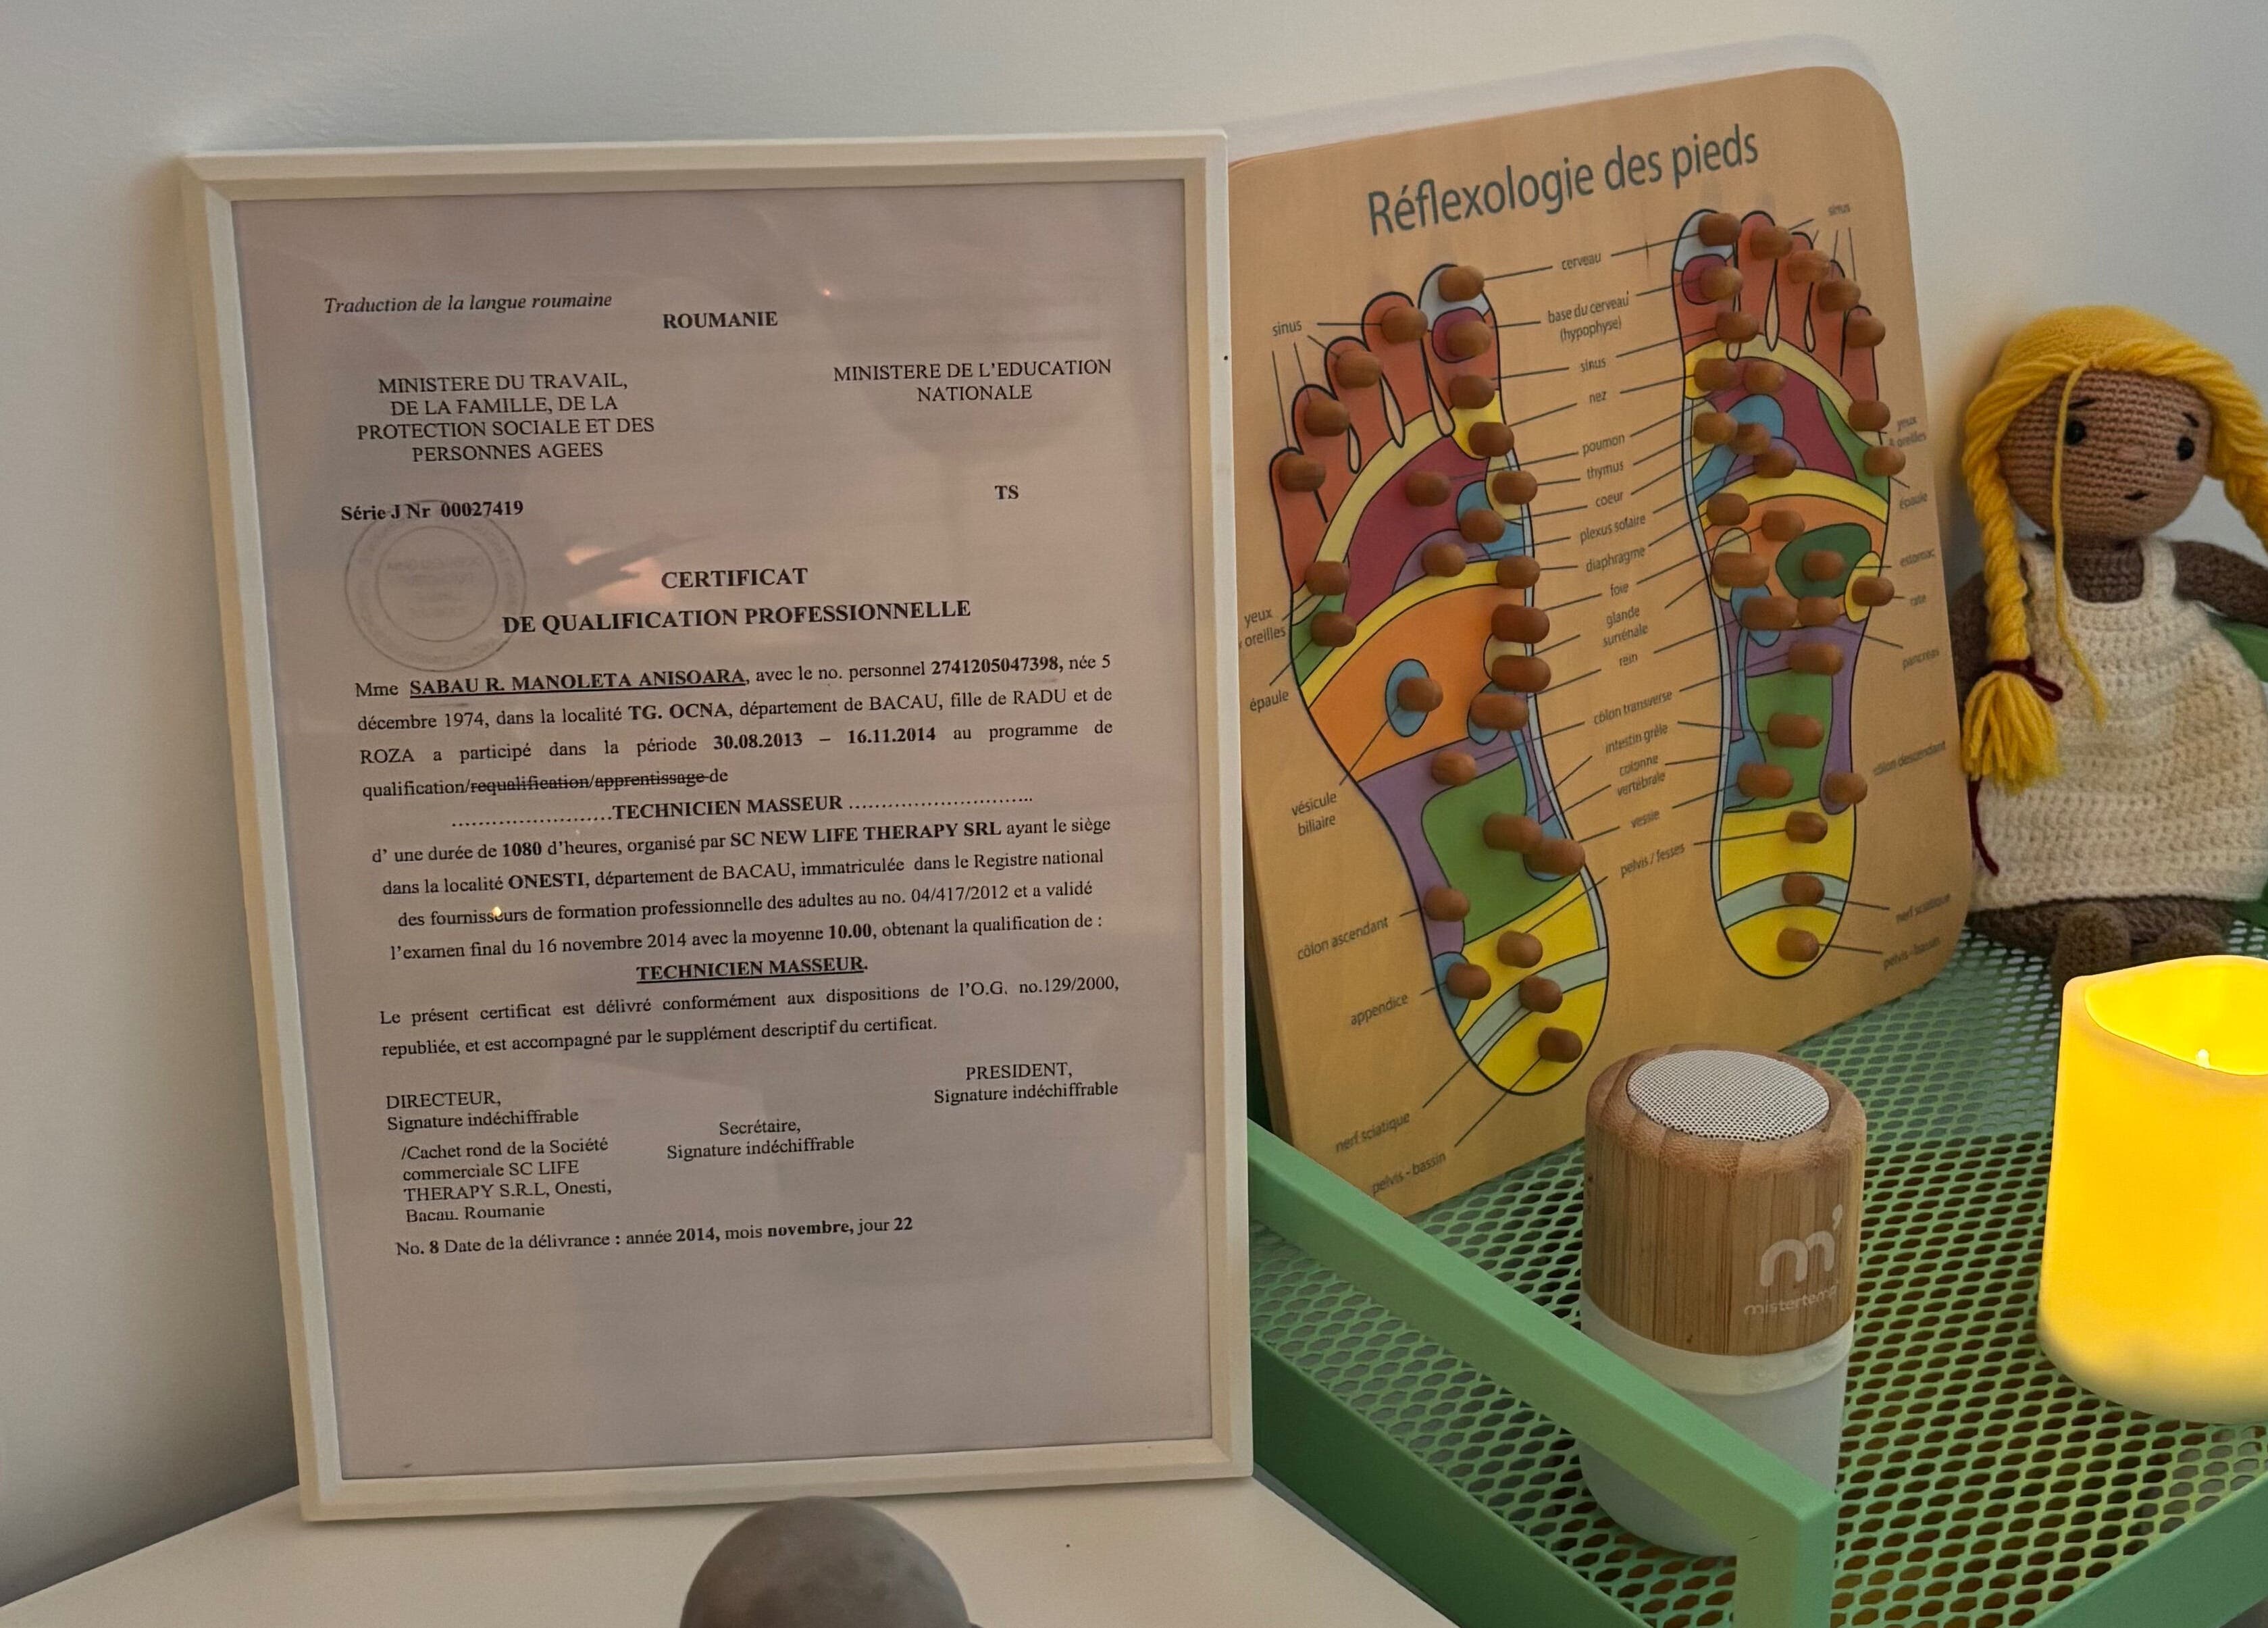 Traduction de la langue roumaine
ROUMANIE
MINISTERE DU TRAVAIL,
DE LA FAMILLE, DE LA
PROTECTION SOCIALE ET DES
PERSONNES AGEES
MINISTERE DE L'EDUCATION
NATIONALE
Série J Nr 00027419
TS
CERTIFICAT
DE QUALIFICATION PROFESSIONNELLE
Mme SABAU R. MANOLETA ANISOARA, avec le no. personnel 2741205047398, née 5
décembre 1974, dans la localité TG. OCNA, département de BACAU, fille de RADU et de
ROZA a participé dans la période 30.08.2013 – 16.11.2014 au programme de
qualification/requalification/apprentissage de
........................TECHNICIEN MASSEUR ............................
d' une durée de 1080 d'heures, organisé par SC NEW LIFE THERAPY SRL ayant le siège
dans la localité ONESTI, département de BACAU, immatriculée dans le Registre national
des fournisseurs de formation professionnelle des adultes au no. 04/417/2012 et a validé
l'examen final du 16 novembre 2014 avec la moyenne 10.00, obtenant la qualification de :
TECHNICIEN MASSEUR.
Le présent certificat est délivré conformément aux dispositions de l'O.G. no.129/2000,
republiée, et est accompagné par le supplément descriptif du certificat.
DIRECTEUR,
Signature indéchiffrable
/Cachet rond de la Société
commerciale SC LIFE
THERAPY S.R.L, Onesti,
Bacau. Roumanie
Secrétaire,
Signature indéchiffrable
PRESIDENT,
Signature indéchiffrable
No. 8 Date de la délivrance : année 2014, mois novembre, jour 22
Réflexologie des pieds
sinus
cerveau
base du cerveau
(hypophyse)
sinus
nez
poumon
thymus
coeur
plexus solaire
diaphragme
foie
glande
surrénale
rein
côlon transverse
intestin grêle
colonne
vertébrale
vessie
pelvis / fesses
yeux
oreilles
épaule
vésicule
biliaire
côlon ascendant
appendice
nerf sciatique
pelvis - bassin
sinus
yeux
oreilles
épaule
estomac
rate
pancréas
côlon descendant
nerf sciatique
pelvis - bassin
m'
mistertemp'